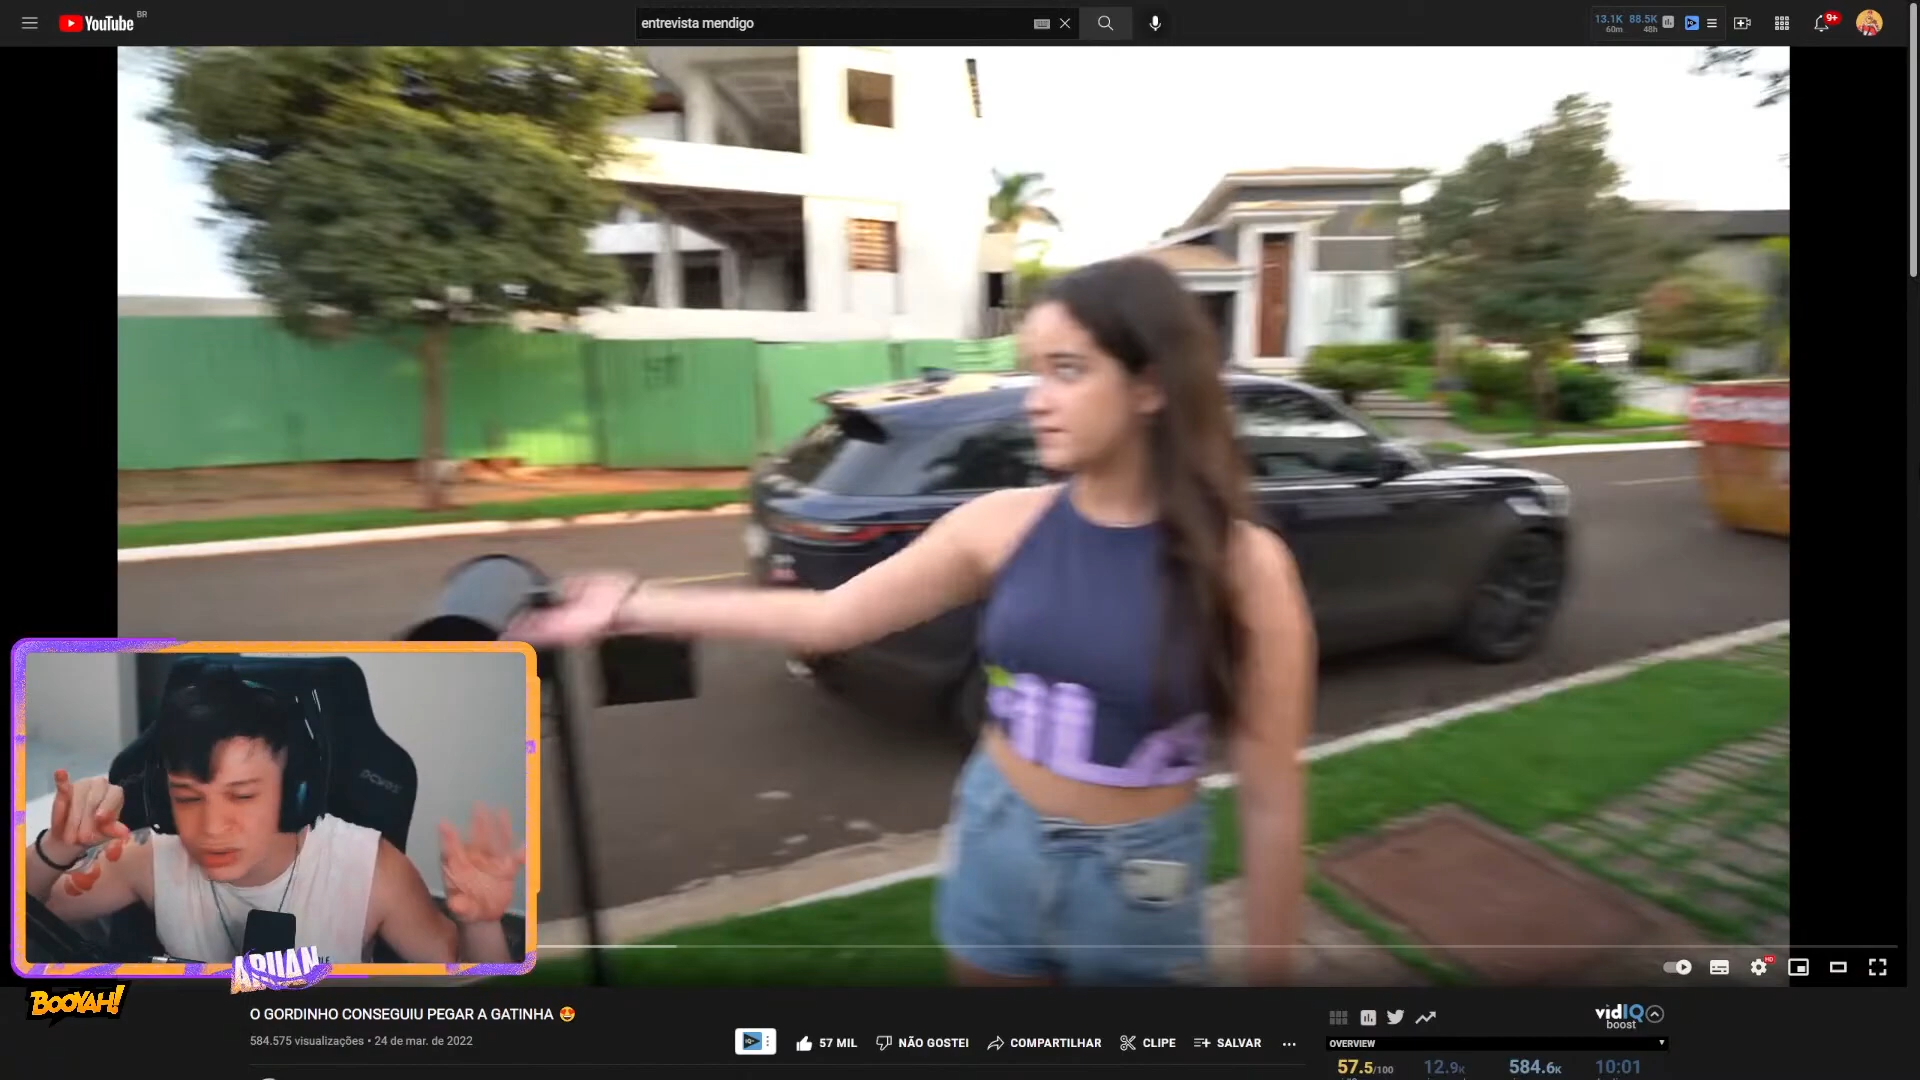 YouTube BR
entrevista mendigo
13.1K 88.5K
60m 48h
9+
HD
ARUAN
BOOYAH!
O GORDINHO CONSEGUIU PEGAR A GATINHA 🤩
584.575 visualizações • 24 de mar. de 2022
57 MIL
NÃO GOSTEI
COMPARTILHAR
CLIPE
SALVAR
vidIQ
boost
OVERVIEW
57.5/100 12.9K 584.6K 10:01